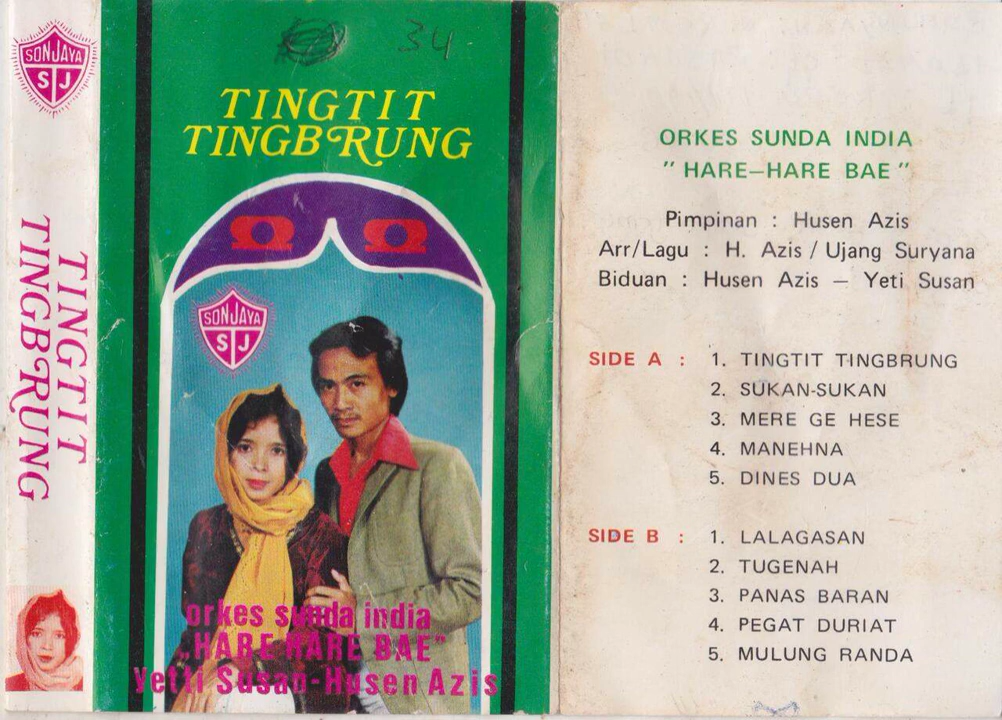 SONJAYA
S J
TINGTIT
TINGBRUNG
34
TINGTIT
TINGBRUNG
SONJAYA
S J
orkes sunda india
„HARE HARE BAE"
Yetti Susan-Husen Azis
ORKES SUNDA INDIA
" HARE–HARE BAE "
Pimpinan : Husen Azis
Arr/Lagu : H. Azis / Ujang Suryana
Biduan : Husen Azis – Yeti Susan
SIDE A : 1. TINGTIT TINGBRUNG
2. SUKAN-SUKAN
3. MERE GE HESE
4. MANEHNA
5. DINES DUA
SIDE B : 1. LALAGASAN
2. TUGENAH
3. PANAS BARAN
4. PEGAT DURIAT
5. MULUNG RANDA